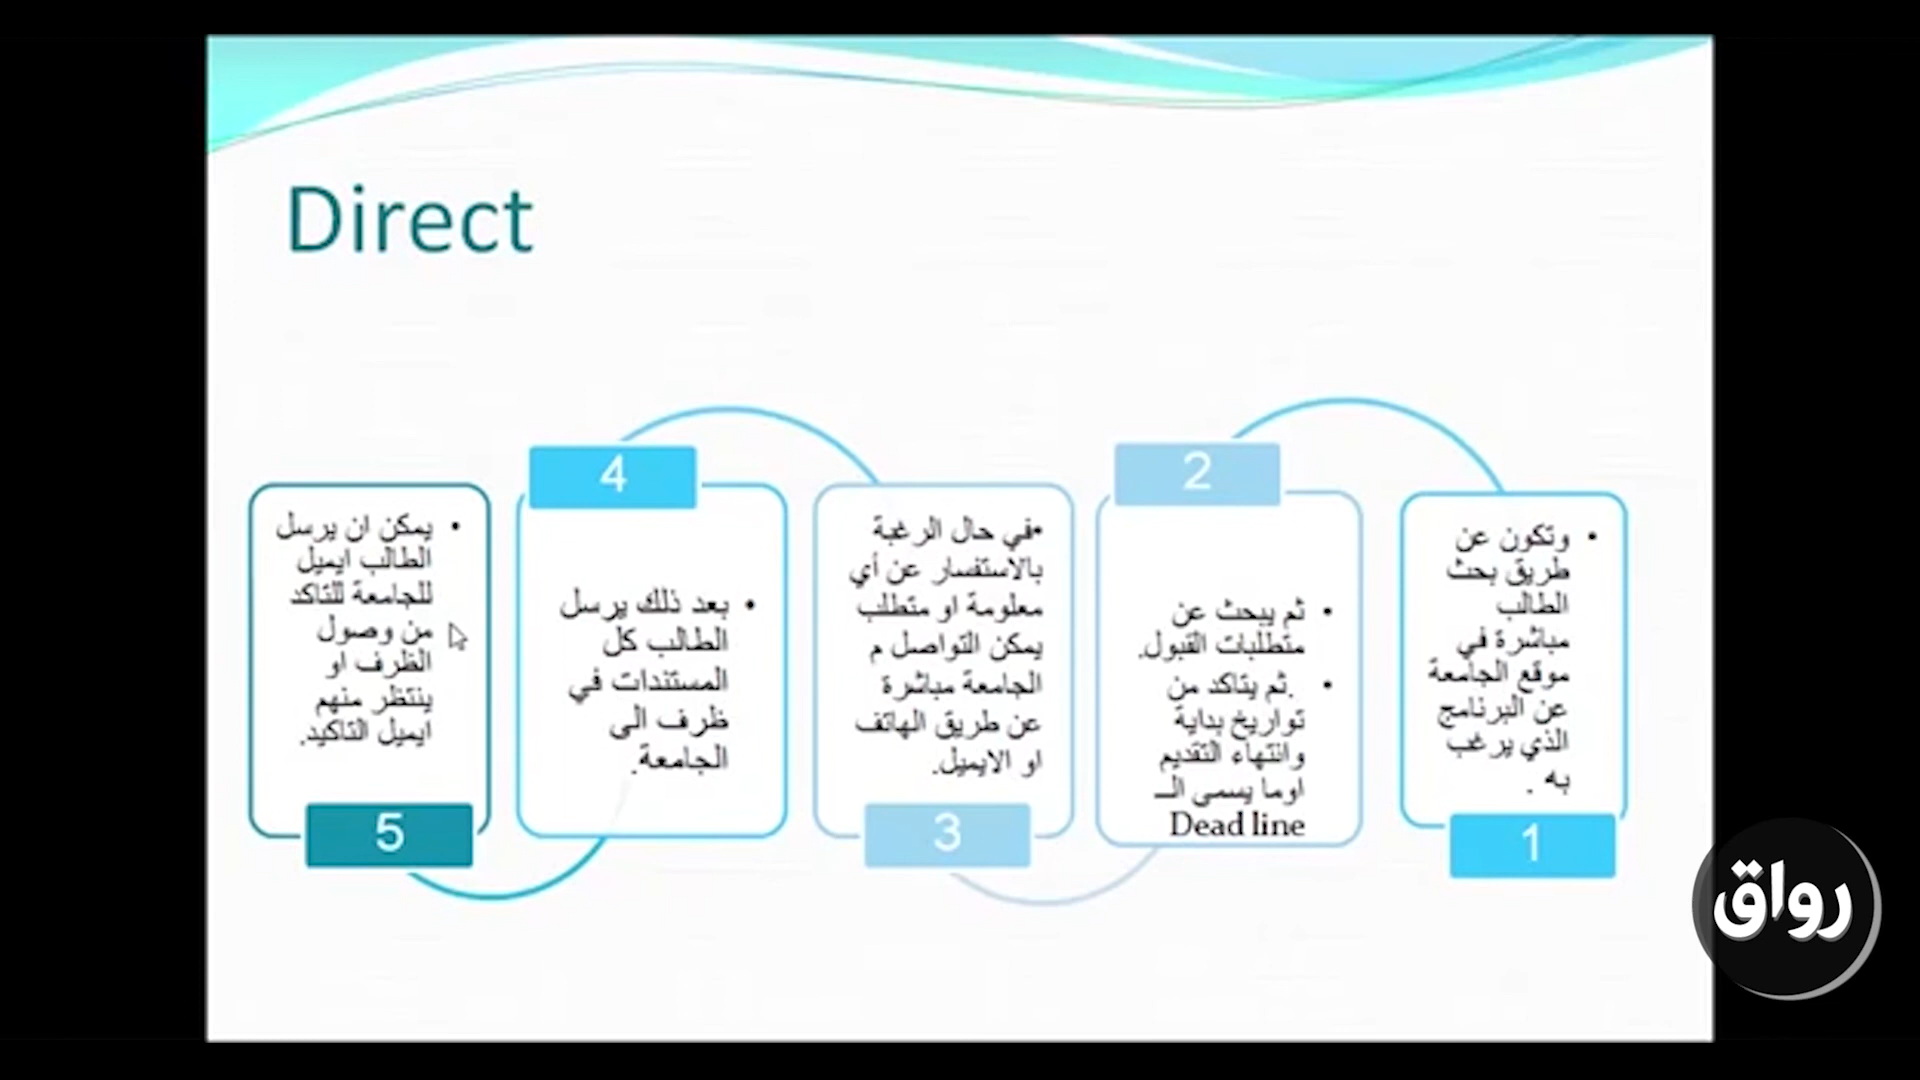 Direct
وتكون عن
طريق بحث
الطالب
مباشرة في
موقع الجامعة
عن البرنامج
الذي يرغب
به .
1
2
ثم يبحث عن
متطلبات القبول.
.ثم يتاكد من
تواريخ بداية
وانتهاء التقديم
اوما يسمى الــ
Dead line
•في حال الرغبة
بالاستفسار عن أي
معلومة او متطلب
يمكن التواصل م
الجامعة مباشرة
عن طريق الهاتف
او الايميل.
3
4
بعد ذلك يرسل
الطالب كل
المستندات في
ظرف الى
الجامعة.
يمكن ان يرسل
الطالب ايميل
للجامعة للتاكد
من وصول
الظرف او
ينتظر منهم
ايميل التاكيد.
5
رواق